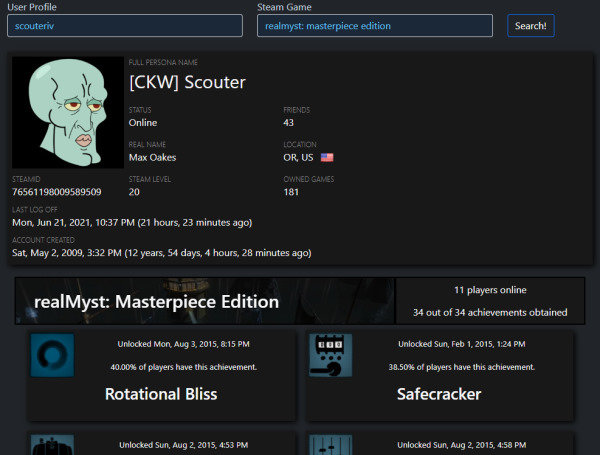 User Profile
Steam Game
scouteriv
realmyst: masterpiece edition
Search!
FULL PERSONA NAME
[CKW] Scouter
STATUS
FRIENDS
Online
43
REAL NAME
LOCATION
Max Oakes
OR, US
STEAMID
STEAM LEVEL
OWNED GAMES
76561198009589509
20
181
LAST LOG OFF
Mon, Jun 21, 2021, 10:37 PM (21 hours, 23 minutes ago)
ACCOUNT CREATED
Sat, May 2, 2009, 3:32 PM (12 years, 54 days, 4 hours, 28 minutes ago)
realMyst: Masterpiece Edition
11 players online
34 out of 34 achievements obtained
Unlocked Mon, Aug 3, 2015, 8:15 PM
40.00% of players have this achievement.
Rotational Bliss
Unlocked Sun, Feb 1, 2015, 1:24 PM
38.50% of players have this achievement.
Safecracker
Unlocked Sun, Aug 2, 2015, 4:53 PM
Unlocked Sun, Aug 2, 2015, 4:58 PM